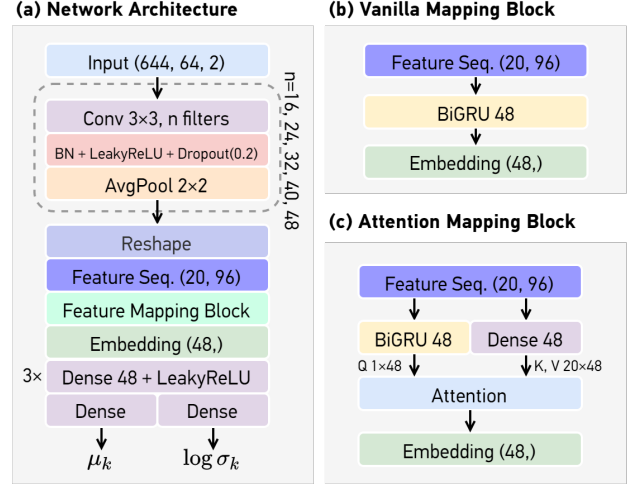 (a) Network Architecture
Input (644, 64, 2)
Conv 3×3, n filters
BN + LeakyReLU + Dropout(0.2)
AvgPool 2×2
n=16, 24, 32, 40, 48
Reshape
Feature Seq. (20, 96)
Feature Mapping Block
Embedding (48,)
3× Dense 48 + LeakyReLU
Dense Dense
μₖ log σₖ
(b) Vanilla Mapping Block
Feature Seq. (20, 96)
BiGRU 48
Embedding (48,)
(c) Attention Mapping Block
Feature Seq. (20, 96)
BiGRU 48 Dense 48
Q 1×48 K, V 20×48
Attention
Embedding (48,)